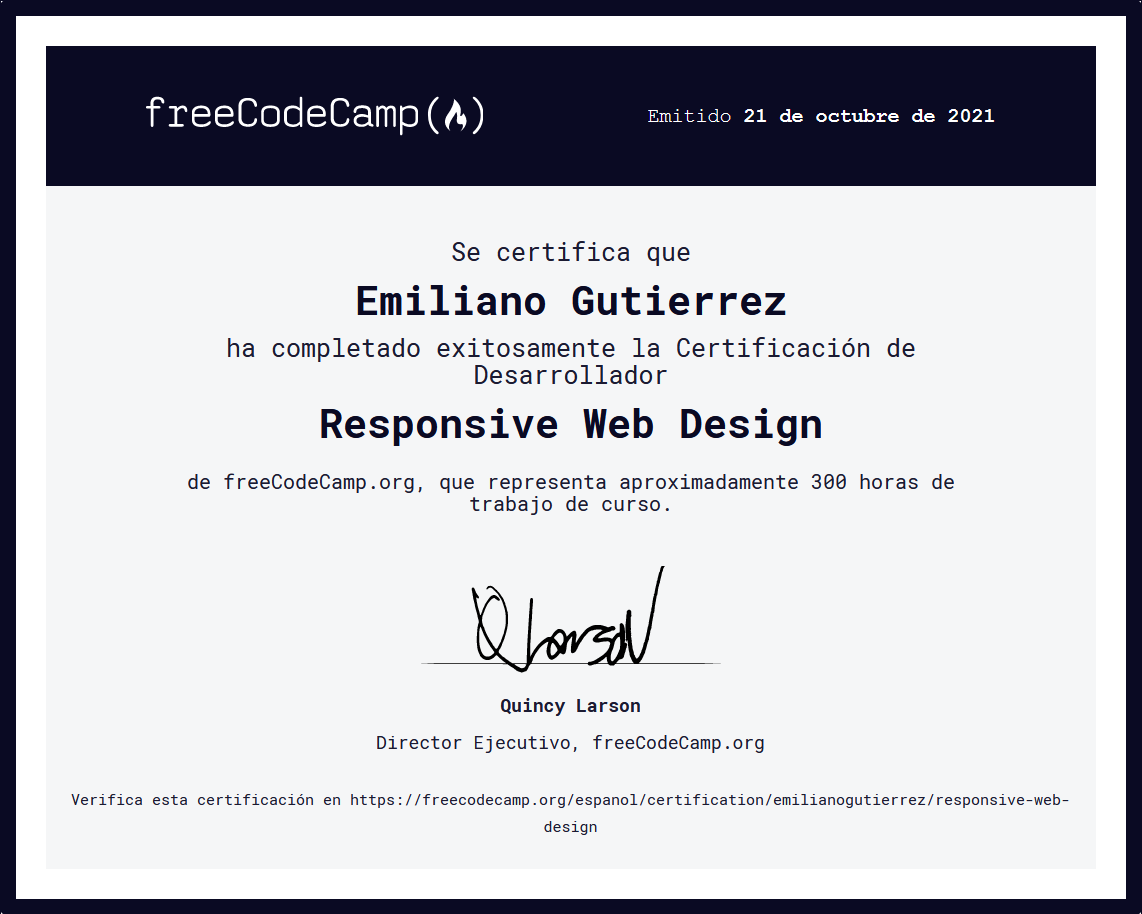 freeCodeCamp(🔥)
Emitido 21 de octubre de 2021
Se certifica que
Emiliano Gutierrez
ha completado exitosamente la Certificación de
Desarrollador
Responsive Web Design
de freeCodeCamp.org, que representa aproximadamente 300 horas de
trabajo de curso.
Q Larson
Quincy Larson
Director Ejecutivo, freeCodeCamp.org
Verifica esta certificación en https://freecodecamp.org/espanol/certification/emilianogutierrez/responsive-web-
design